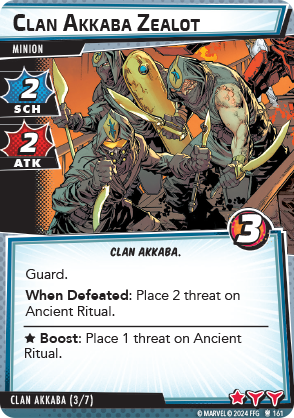 Clan Akkaba Zealot
MINION
2
SCH
2
ATK
3
CLAN AKKABA.
Guard.
When Defeated: Place 2 threat on
Ancient Ritual.
★ Boost: Place 1 threat on Ancient
Ritual.
CLAN AKKABA (3/7)
© MARVEL © 2024 FFG 161